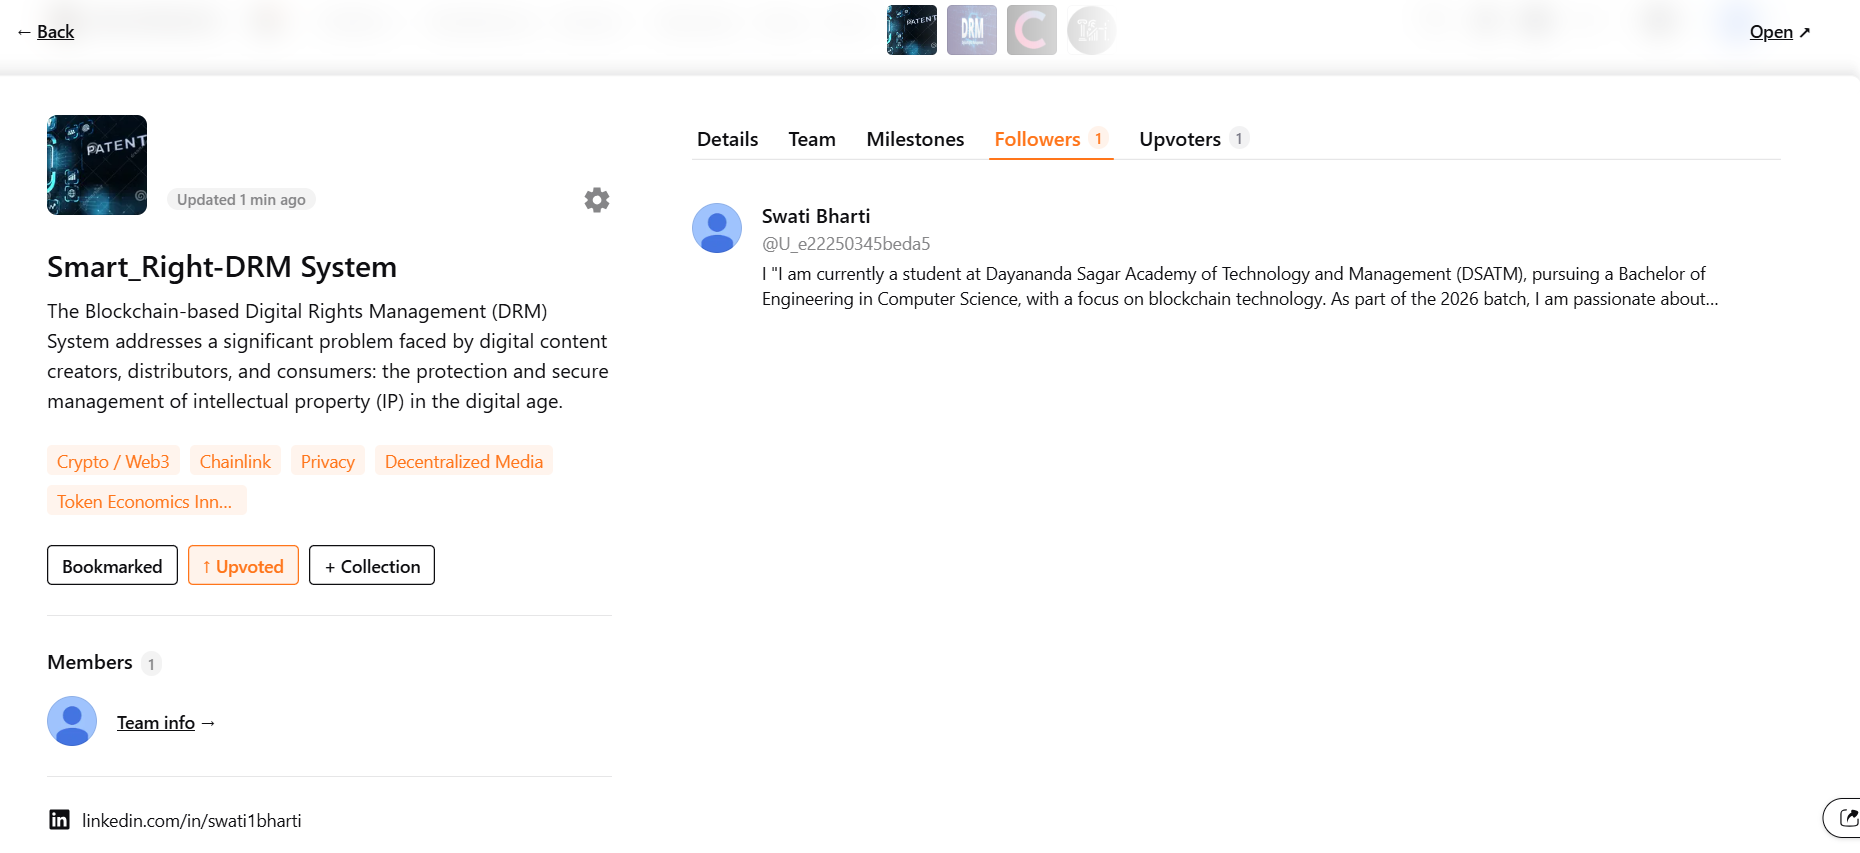 ← Back
PATENT
DRM
Open ↗
PATENT
Updated 1 min ago
Smart_Right-DRM System
The Blockchain-based Digital Rights Management (DRM)
System addresses a significant problem faced by digital content
creators, distributors, and consumers: the protection and secure
management of intellectual property (IP) in the digital age.
Crypto / Web3 Chainlink Privacy Decentralized Media
Token Economics Inn...
Bookmarked ↑ Upvoted + Collection
Members 1
Team info →
linkedin.com/in/swati1bharti
Details Team Milestones Followers 1 Upvoters 1
Swati Bharti
@U_e22250345beda5
I "I am currently a student at Dayananda Sagar Academy of Technology and Management (DSATM), pursuing a Bachelor of
Engineering in Computer Science, with a focus on blockchain technology. As part of the 2026 batch, I am passionate about...